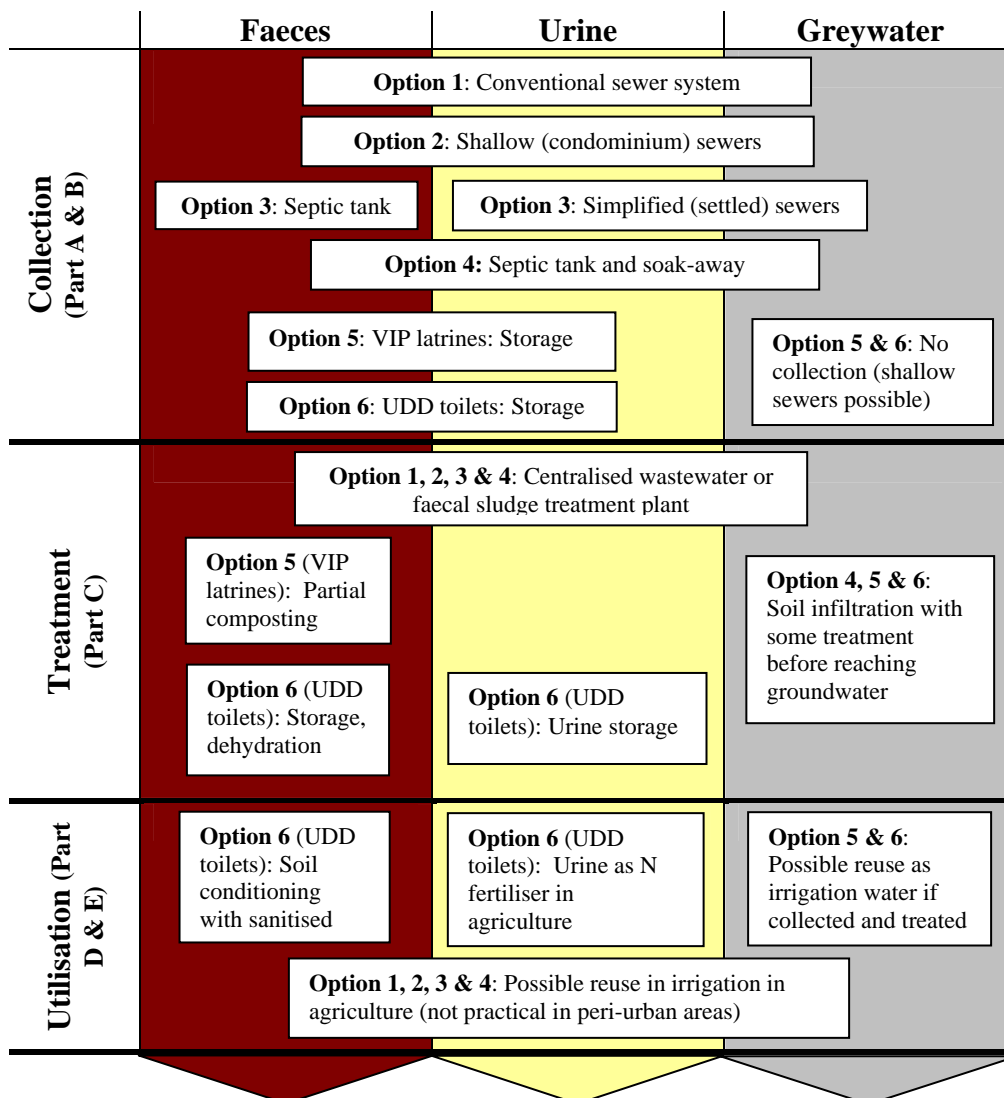 Faeces
Urine
Greywater
Collection
(Part A & B)
Option 1: Conventional sewer system
Option 2: Shallow (condominium) sewers
Option 3: Septic tank
Option 3: Simplified (settled) sewers
Option 4: Septic tank and soak-away
Option 5: VIP latrines: Storage
Option 6: UDD toilets: Storage
Option 5 & 6: No
collection (shallow
sewers possible)
Treatment
(Part C)
Option 1, 2, 3 & 4: Centralised wastewater or
faecal sludge treatment plant
Option 5 (VIP
latrines): Partial
composting
Option 6 (UDD
toilets): Storage,
dehydration
Option 6 (UDD
toilets): Urine storage
Option 4, 5 & 6:
Soil infiltration with
some treatment
before reaching
groundwater
Utilisation (Part
D & E)
Option 6 (UDD
toilets): Soil
conditioning
with sanitised
Option 6 (UDD
toilets): Urine as N
fertiliser in
agriculture
Option 5 & 6:
Possible reuse as
irrigation water if
collected and treated
Option 1, 2, 3 & 4: Possible reuse in irrigation in
agriculture (not practical in peri-urban areas)